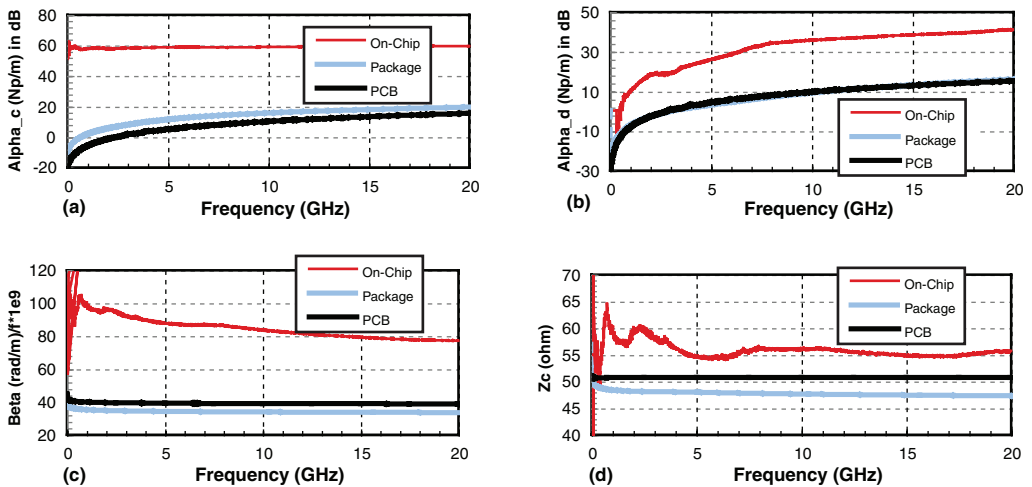 Alpha_c (Np/m) in dB
80
60
40
20
0
-20
On-Chip
Package
PCB
0 5 10 15 20
Frequency (GHz)
(a)
Alpha_d (Np/m) in dB
50
30
10
-10
-30
On-Chip
Package
PCB
0 5 10 15 20
Frequency (GHz)
(b)
Beta (rad/m)/f*1e9
120
100
80
60
40
20
On-Chip
Package
PCB
0 5 10 15 20
Frequency (GHz)
(c)
Zc (ohm)
70
65
60
55
50
45
40
On-Chip
Package
PCB
0 5 10 15 20
Frequency (GHz)
(d)